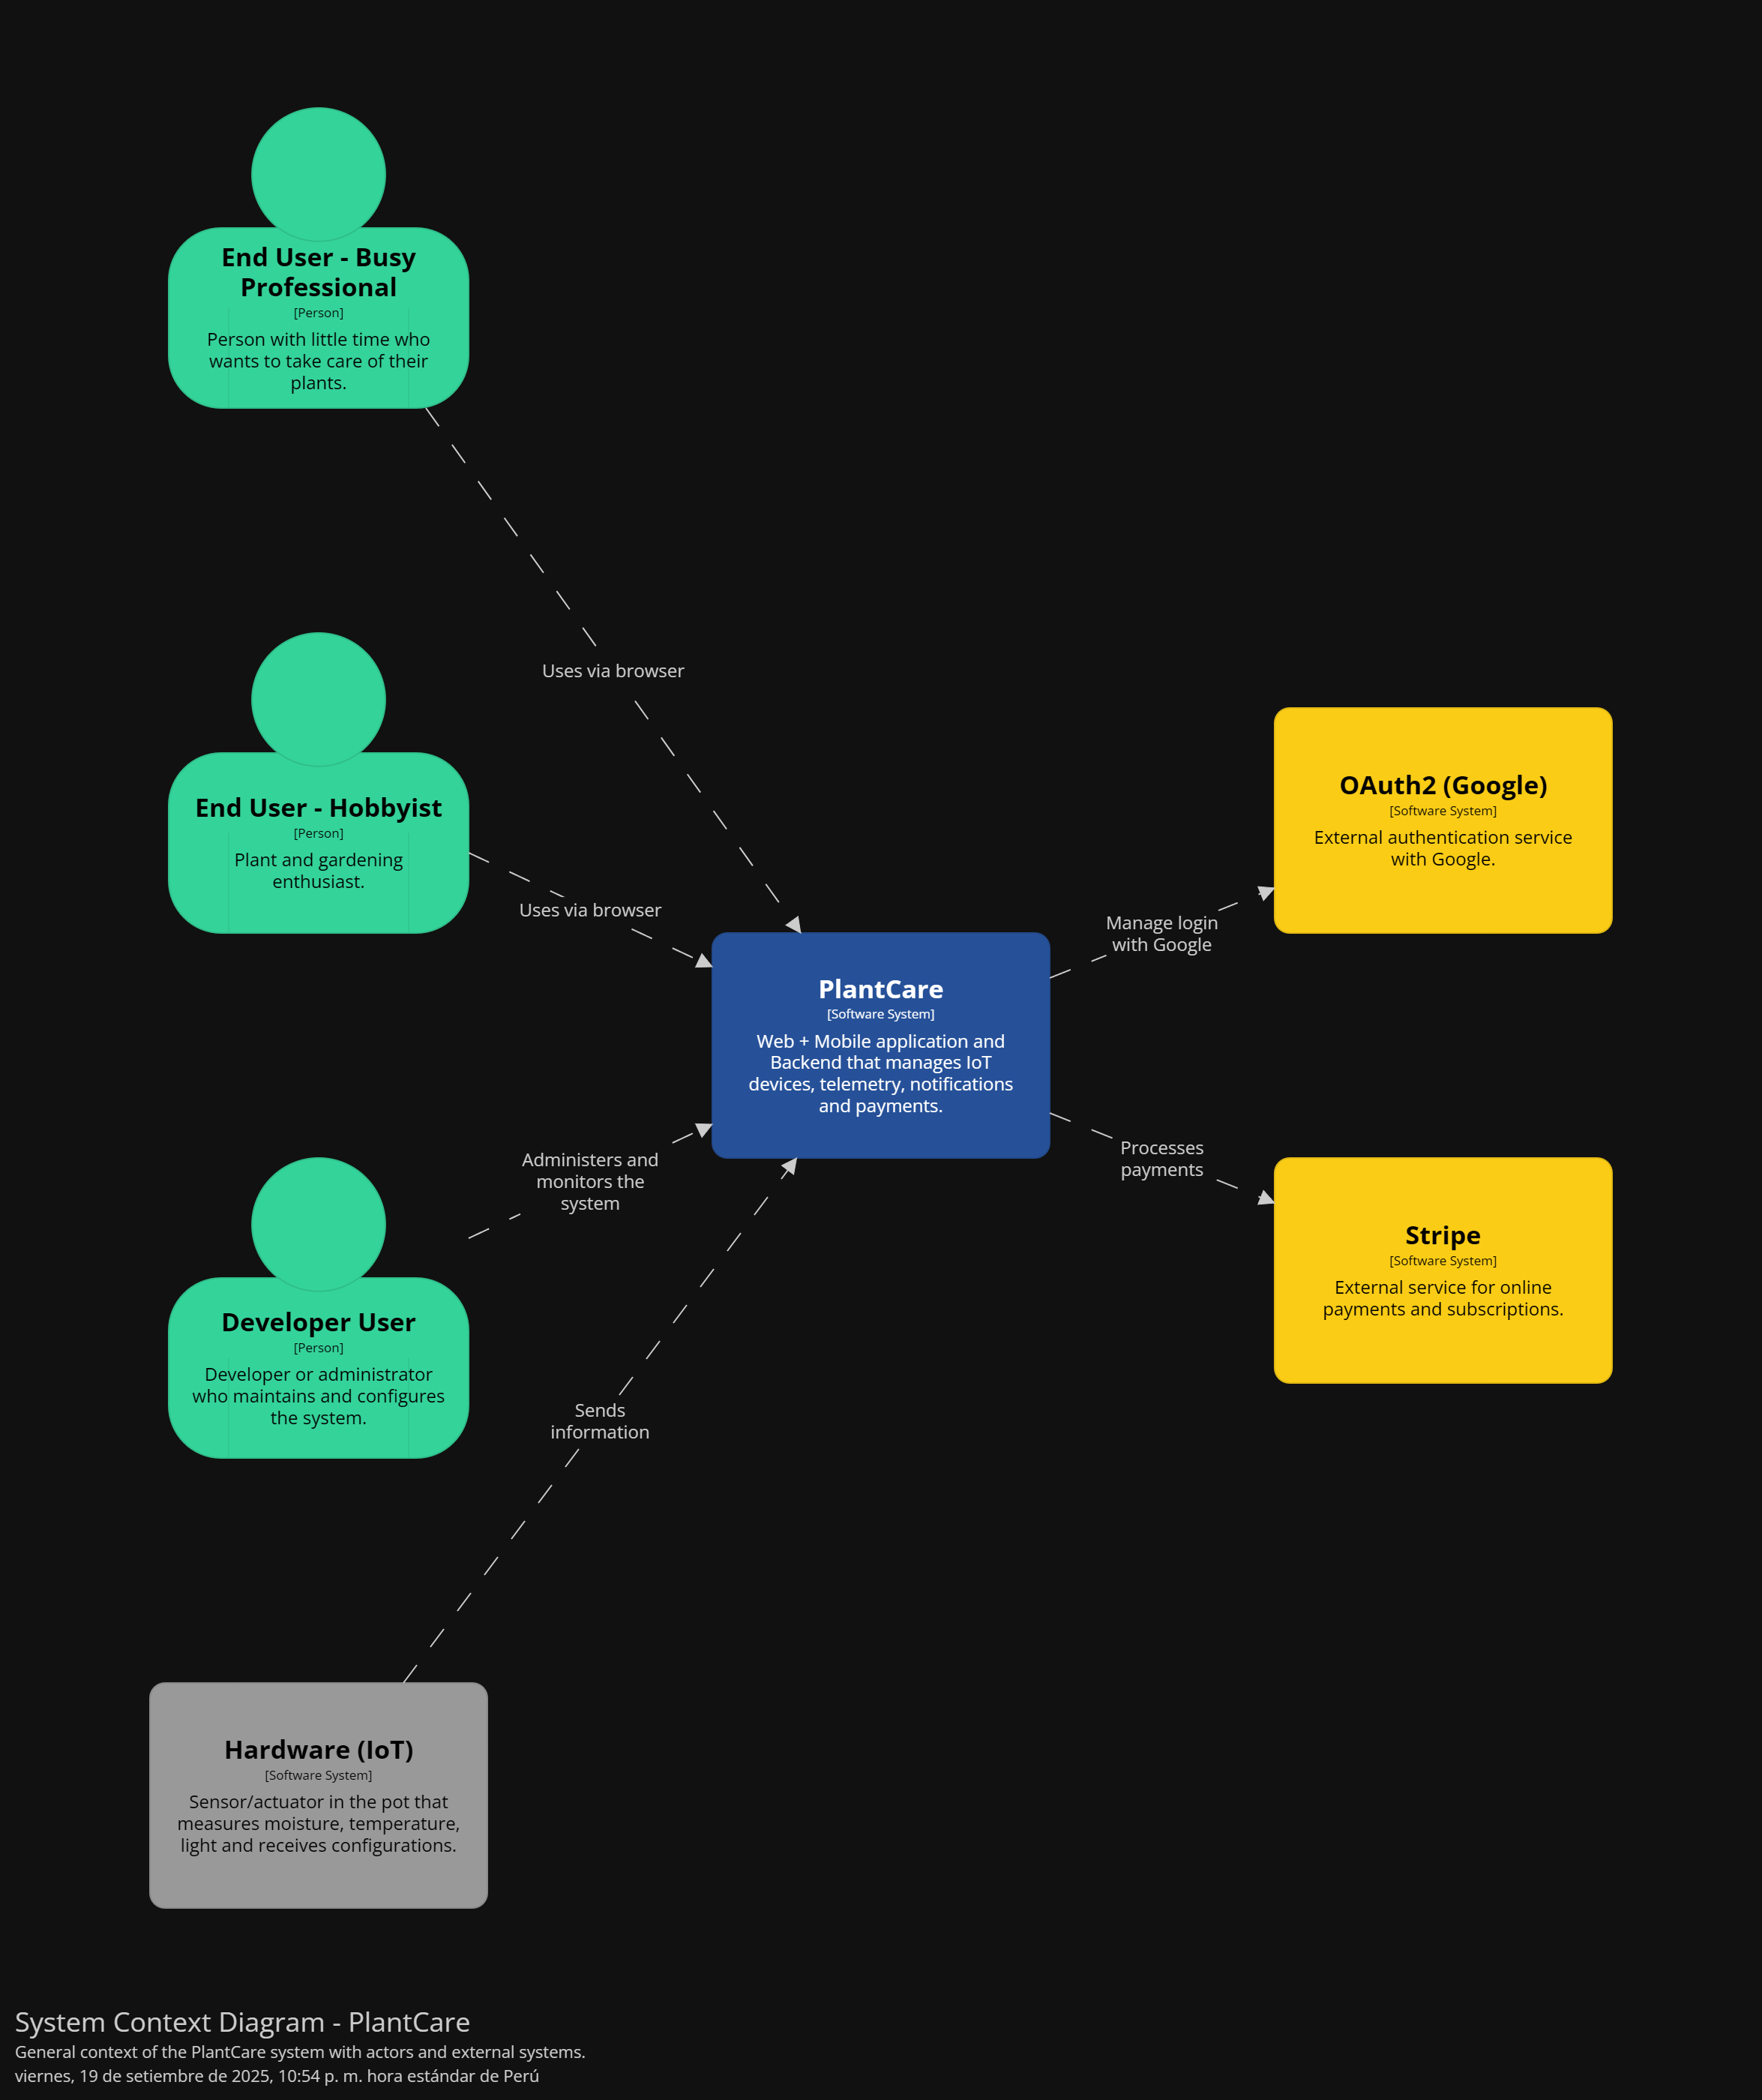 End User - Busy
Professional
[Person]
Person with little time who
wants to take care of their
plants.
Uses via browser
End User - Hobbyist
[Person]
Plant and gardening
enthusiast.
Uses via browser
OAuth2 (Google)
[Software System]
External authentication service
with Google.
Manage login
with Google
PlantCare
[Software System]
Web + Mobile application and
Backend that manages IoT
devices, telemetry, notifications
and payments.
Processes
payments
Administers and
monitors the
system
Stripe
[Software System]
External service for online
payments and subscriptions.
Developer User
[Person]
Developer or administrator
who maintains and configures
the system.
Sends
information
Hardware (IoT)
[Software System]
Sensor/actuator in the pot that
measures moisture, temperature,
light and receives configurations.
System Context Diagram - PlantCare
General context of the PlantCare system with actors and external systems.
viernes, 19 de setiembre de 2025, 10:54 p. m. hora estándar de Perú